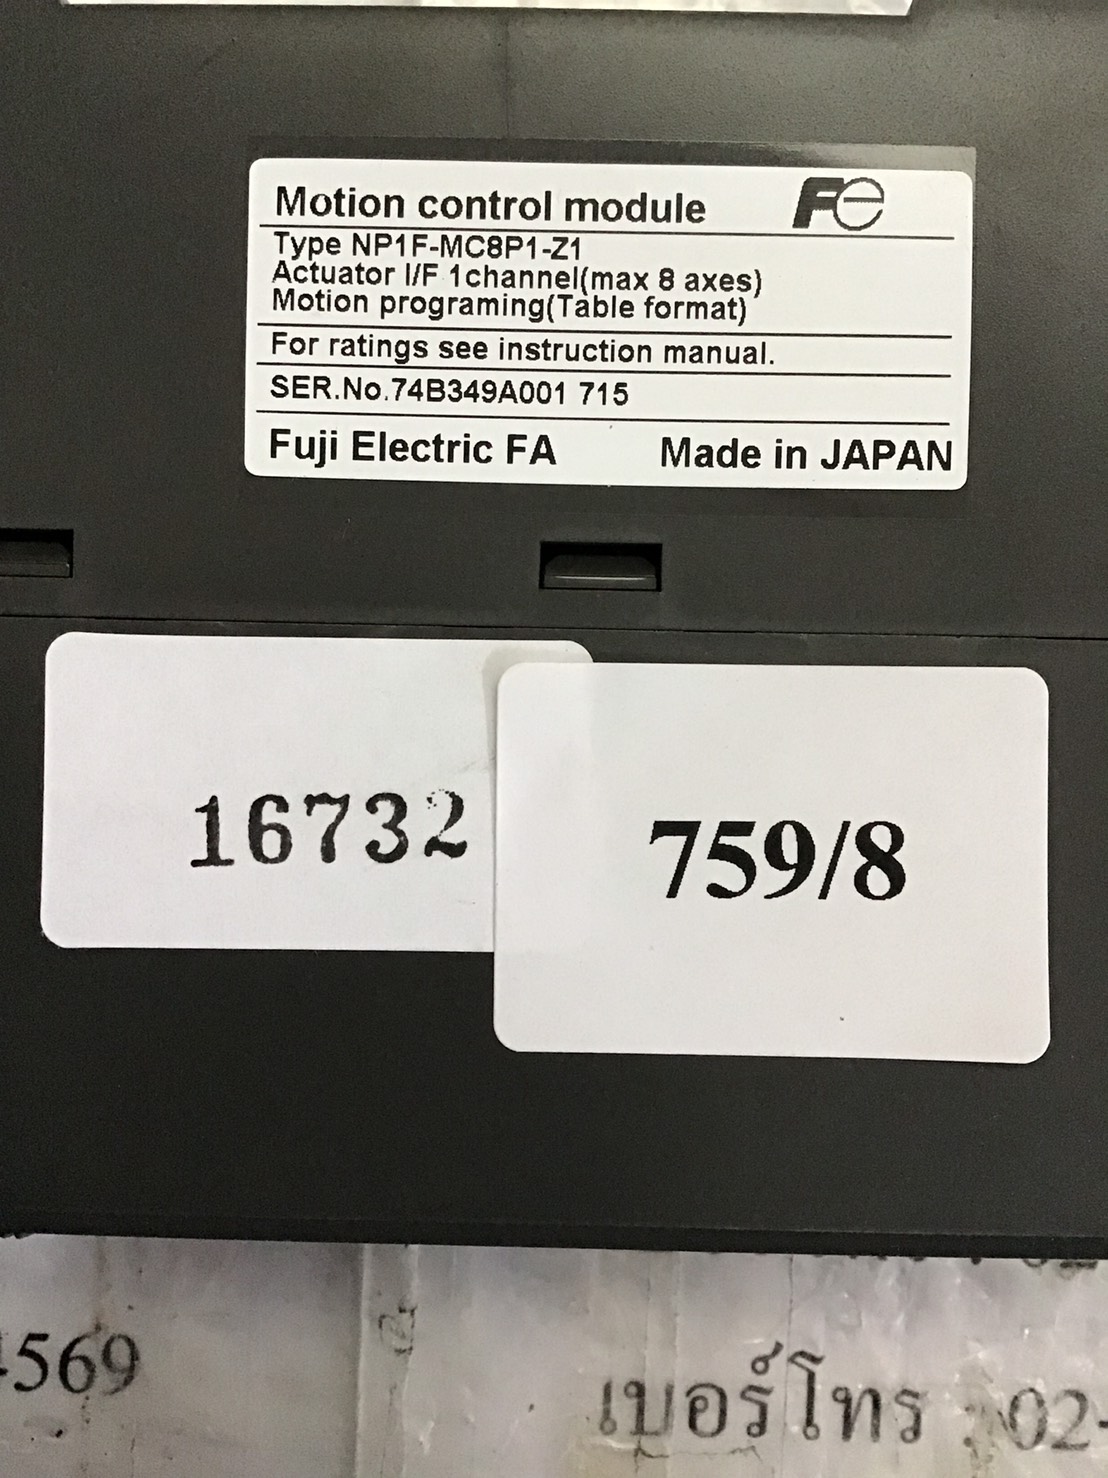 Motion control module Fe
Type NP1F-MC8P1-Z1
Actuator I/F 1channel(max 8 axes)
Motion programing(Table format)
For ratings see instruction manual.
SER.No.74B349A001 715
Fuji Electric FA Made in JAPAN
16732
759/8
569
เบอร์โทร : 02-